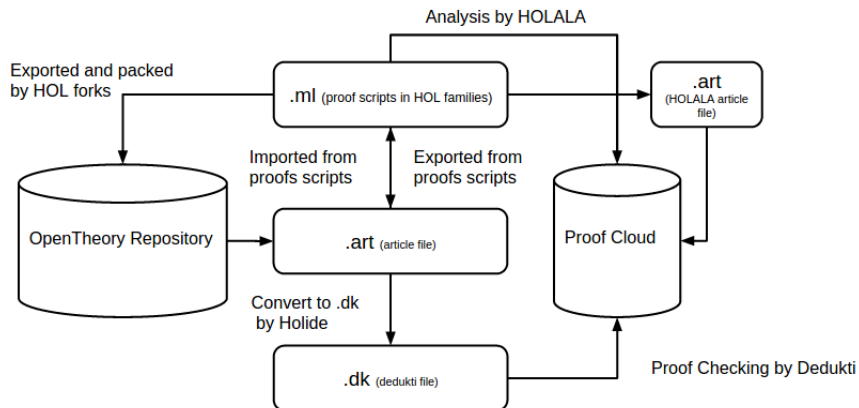 Analysis by HOLALA
Exported and packed
by HOL forks
.ml (proof scripts in HOL families)
.art
(HOLALA article
file)
Imported from
proofs scripts
Exported from
proofs scripts
OpenTheory Repository
.art (article file)
Proof Cloud
Convert to .dk
by Holide
.dk (dedukti file)
Proof Checking by Dedukti